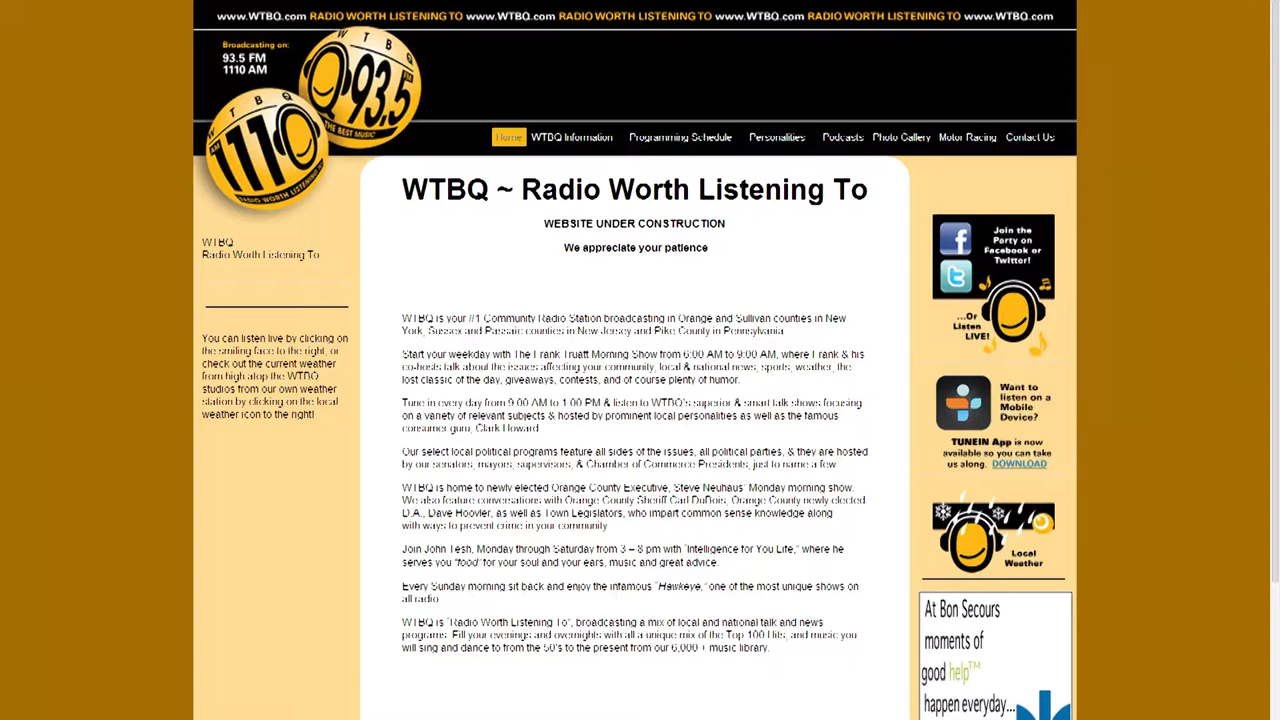 www.WTBQ.com RADIO WORTH LISTENING TO www.WTBQ.com RADIO WORTH LISTENING TO www.WTBQ.com RADIO WORTH LISTENING TO www.WTBQ.com
Broadcasting on:
93.5 FM
1110 AM
WTBQ
93.5 FM
THE BEST MUSIC
WTBQ
AM 1110
RADIO WORTH LISTENING TO
Home WTBQ Information Programming Schedule Personalities Podcasts Photo Gallery Motor Racing Contact Us
WTBQ
Radio Worth Listening To
You can listen live by clicking on
the smiling face to the right, or
check out the current weather
from high atop the WTBQ
studios from our own weather
station by clicking on the local
weather icon to the right!
WTBQ ~ Radio Worth Listening To
WEBSITE UNDER CONSTRUCTION
We appreciate your patience
WTBQ is your #1 Community Radio Station broadcasting in Orange and Sullivan counties in New
York, Sussex and Passaic counties in New Jersey and Pike County in Pennsylvania.
Start your weekday with The Frank Truatt Morning Show from 6:00 AM to 9:00 AM, where Frank & his
co-hosts talk about the issues affecting your community, local & national news, sports, weather, the
lost classic of the day, giveaways, contests, and of course plenty of humor.
Tune in every day from 9:00 AM to 1:00 PM & listen to WTBQ's superior & smart talk shows focusing
on a variety of relevant subjects & hosted by prominent local personalities as well as the famous
consumer guru, Clark Howard.
Our select local political programs feature all sides of the issues, all political parties, & they are hosted
by our senators, mayors, supervisors, & Chamber of Commerce Presidents, just to name a few.
WTBQ is home to newly elected Orange County Executive, Steve Neuhaus' Monday morning show.
We also feature conversations with Orange County Sheriff Carl DuBois, Orange County newly elected
D.A., Dave Hoovler, as well as Town Legislators, who impart common sense knowledge along
with ways to prevent crime in your community.
Join John Tesh, Monday through Saturday from 3 – 8 pm with "Intelligence for You Life," where he
serves you "food" for your soul and your ears, music and great advice.
Every Sunday morning sit back and enjoy the infamous "Hawkeye," one of the most unique shows on
all radio.
WTBQ is "Radio Worth Listening To", broadcasting a mix of local and national talk and news
programs. Fill your evenings and overnights with all a unique mix of the Top 100 Hits, and music you
will sing and dance to from the 50's to the present from our 6,000 + music library.
Join the
Party on
Facebook or
Twitter!
...Or
Listen
LIVE!
Want to
listen on a
Mobile
Device?
TUNEIN App is now
available so you can take
us along. DOWNLOAD
Local
Weather
At Bon Secours
moments of
good help™
happen everyday...